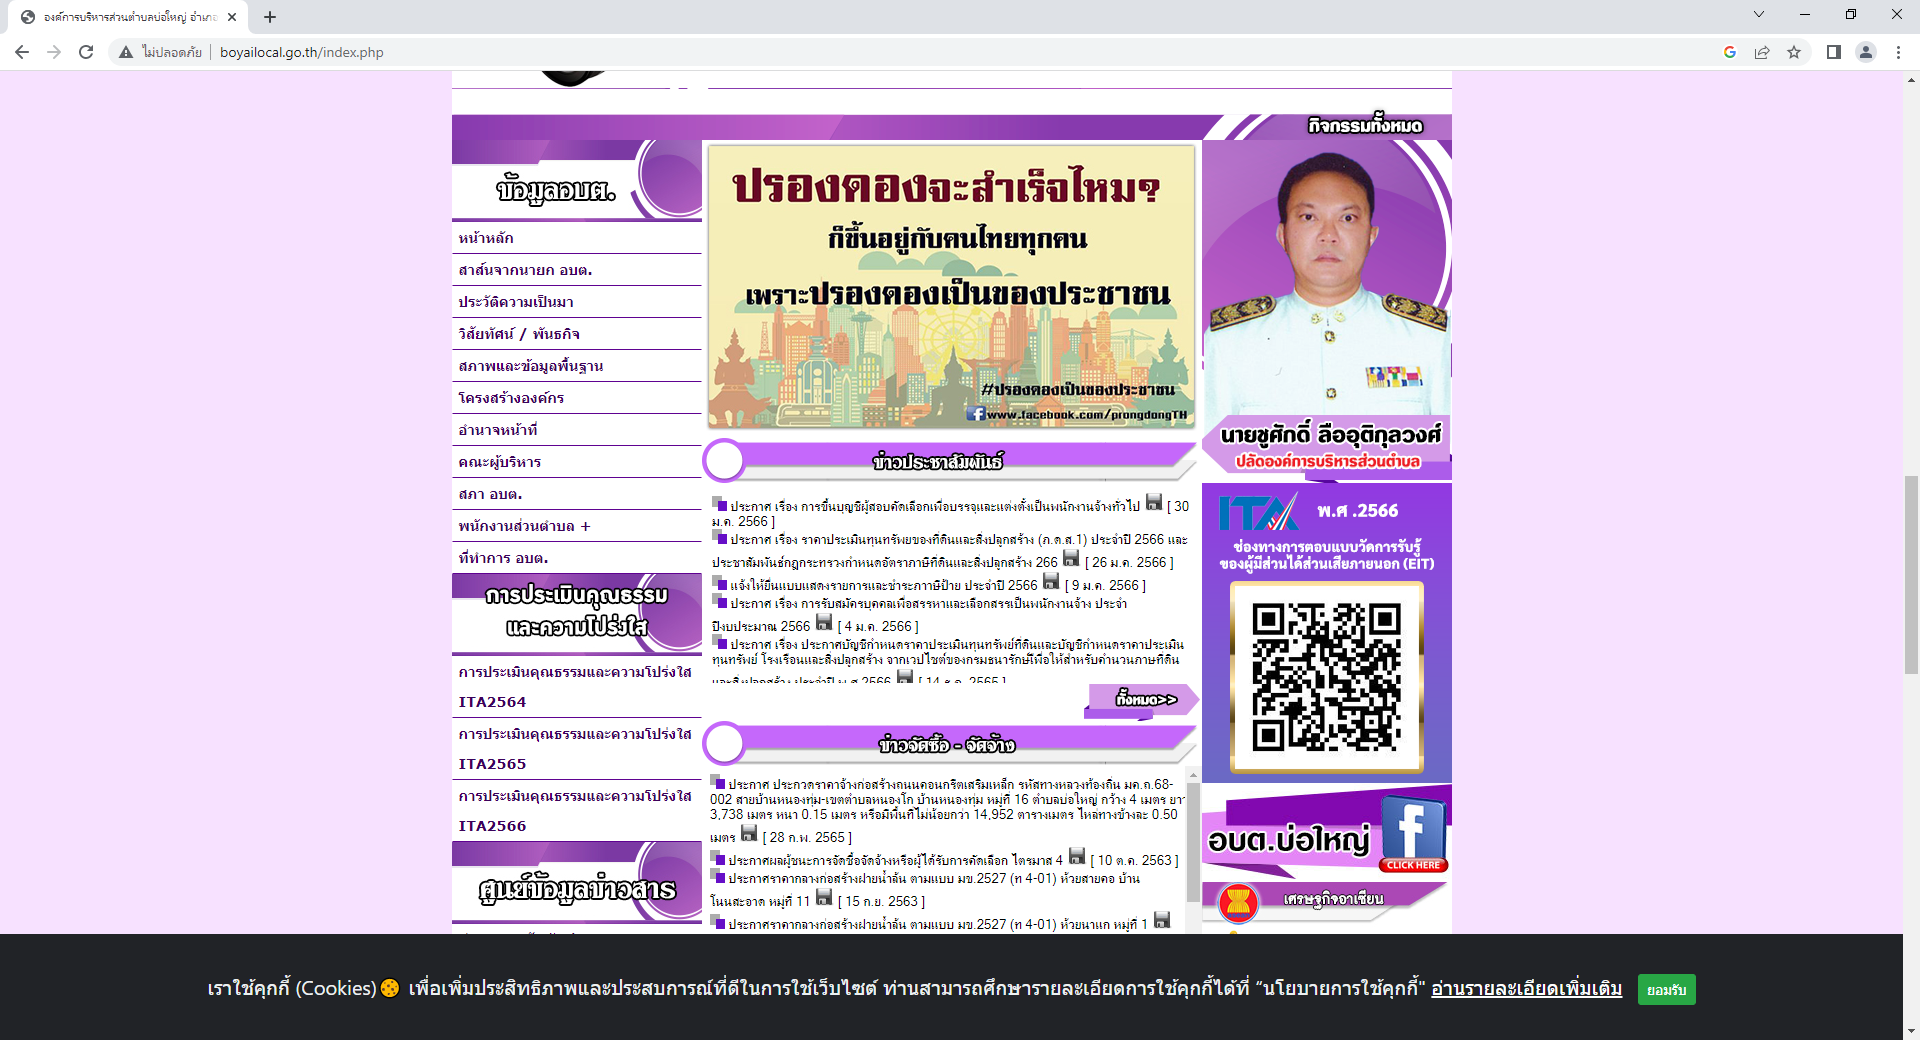 องค์การบริหารส่วนตำบลบ่อใหญ่ อำเภอ
ไม่ปลอดภัย
boyailocal.go.th/index.php
กิจกรรมทั้งหมด
ข้อมูลอบต.
หน้าหลัก
สาส์นจากนายก อบต.
ประวัติความเป็นมา
วิสัยทัศน์ / พันธกิจ
สภาพและข้อมูลพื้นฐาน
โครงสร้างองค์กร
อำนาจหน้าที่
คณะผู้บริหาร
สภา อบต.
พนักงานส่วนตำบล +
ที่ทำการ อบต.
การประเมินคุณธรรม
และความโปร่งใส
การประเมินคุณธรรมและความโปร่งใส
ITA2564
การประเมินคุณธรรมและความโปร่งใส
ITA2565
การประเมินคุณธรรมและความโปร่งใส
ITA2566
ศูนย์ข้อมูลข่าวสาร
ปรองดองจะสำเร็จไหม?
ก็ขึ้นอยู่กับคนไทยทุกคน
เพราะปรองดองเป็นของประชาชน
#ปรองดองเป็นของประชาชน
www.facebook.com/prongdongTH
ข่าวประชาสัมพันธ์
ประกาศ เรื่อง การขึ้นบุญชิผู้สอบคัดเลือกเพื่อบรรจุและแต่งตั้งเป็นพนักงานจ้างทั่วไป [ 30
ม.ค. 2566 ]
ประกาศ เรื่อง ราคาประเมินทุนทรัพยของที่ดินและสิ่งปลูกสร้าง (ภ.ด.ส.1) ประจำปี 2566 และ
ประชาสัมพันธ์กฎกระทรวงกำหนดอัตราภาษีที่ดินและสิ่งปลูกสร้าง 266 [ 26 ม.ค. 2566 ]
แจ้งให้ยื่นแบบแสดงรายการและชำระภาษีป้าย ประจำปี 2566 [ 9 ม.ค. 2566 ]
ประกาศ เรื่อง การรับสมัครบุคคลเพื่อสรรหาและเลือกสรรเป็นพนักงานจ้าง ประจำ
ปีงบประมาณ 2566 [ 4 ม.ค. 2566 ]
ประกาศ เรื่อง ประกาศบัญชีกำหนดราคาประเมินทุนทรัพย์ที่ดินและบัญชีกำหนดราคาประเมิน
ทุนทรัพย์ โรงเรือนและสิ่งปลูกสร้าง จากเวปไซต์ของกรมธนารักษ์เพื่อให้สำหรับคำนวณภาษีที่ดิน
และสิ่งปลูกสร้าง ประจำปี พ.ศ.2566 [ 14 ธ.ค. 2565 ]
ทั้งหมด>>
ข่าวจัดซื้อ - จัดจ้าง
ประกาศ ประกวดราคาจ้างก่อสร้างถนนคอนกรีตเสริมเหล็ก รหัสทางหลวงท้องถิ่น มค.ถ.68-
002 สายบ้านหนองทุ่ม-เขตตำบลหนองโก บ้านหนองทุ่ม หมู่ที่ 16 ตำบลบ่อใหญ่ กว้าง 4 เมตร ยาว
3,738 เมตร หนา 0.15 เมตร หรือมีพื้นที่ไม่น้อยกว่า 14,952 ตารางเมตร ไหล่ทางข้างละ 0.50
เมตร [ 28 ก.พ. 2565 ]
ประกาศผลผู้ชนะการจัดซื้อจัดจ้างหรือผู้ได้รับการคัดเลือก ไตรมาส 4 [ 10 ต.ค. 2563 ]
ประกาศราคากลางก่อสร้างฝายน้ำล้น ตามแบบ มข.2527 (ท 4-01) ห้วยสายคอ บ้าน
โนนสะอาด หมู่ที่ 11 [ 15 ก.ย. 2563 ]
ประกาศราคากลางก่อสร้างฝายน้ำล้น ตามแบบ มข.2527 (ท 4-01) ห้วยนาแก หมู่ที่ 1
นายชูศักดิ์ ลืออุติกุลวงศ์
ปลัดองค์การบริหารส่วนตำบล
ITA พ.ศ .2566
ช่องทางการตอบแบบวัดการรับรู้
ของผู้มีส่วนได้ส่วนเสียภายนอก (EIT)
อบต.บ่อใหญ่
CLICK HERE
เศรษฐกิจอาเซียน
เราใช้คุกกี้ (Cookies) เพื่อเพิ่มประสิทธิภาพและประสบการณ์ที่ดีในการใช้เว็บไซต์ ท่านสามารถศึกษารายละเอียดการใช้คุกกี้ได้ที่ “นโยบายการใช้คุกกี้" อ่านรายละเอียดเพิ่มเติม ยอมรับ